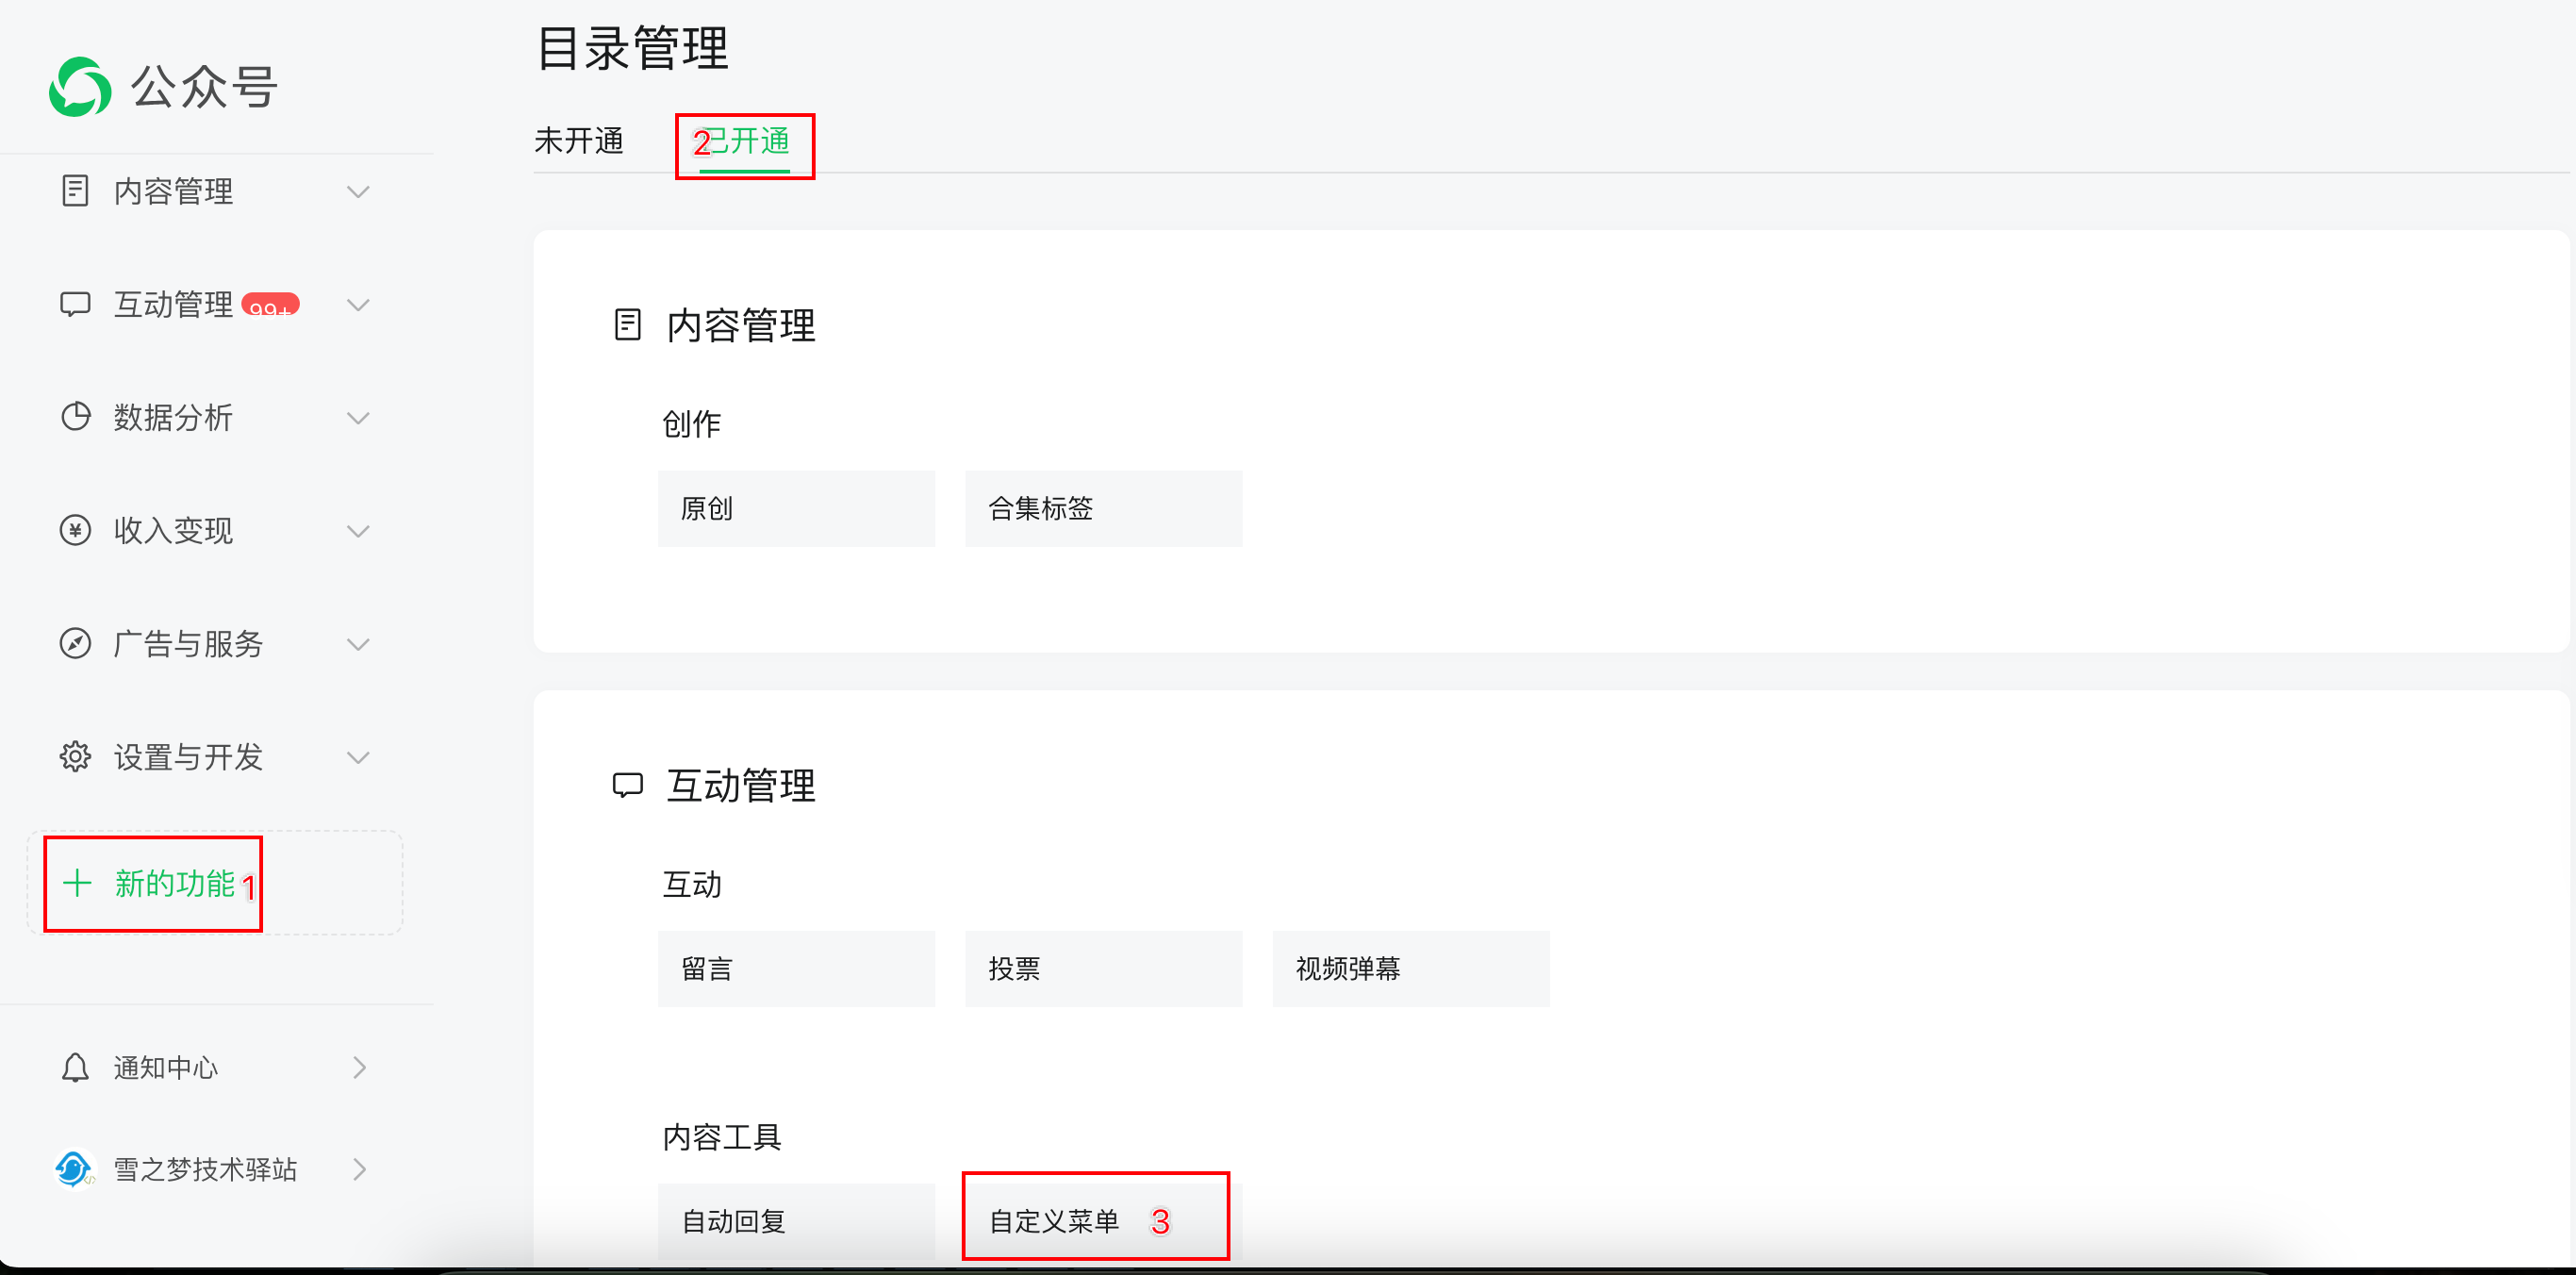 公众号
内容管理
互动管理 99+
数据分析
收入变现
广告与服务
设置与开发
新的功能 1
通知中心
雪之梦技术驿站
目录管理
未开通 2 已开通
内容管理
创作
原创 合集标签
互动管理
互动
留言 投票 视频弹幕
内容工具
自动回复 自定义菜单 3